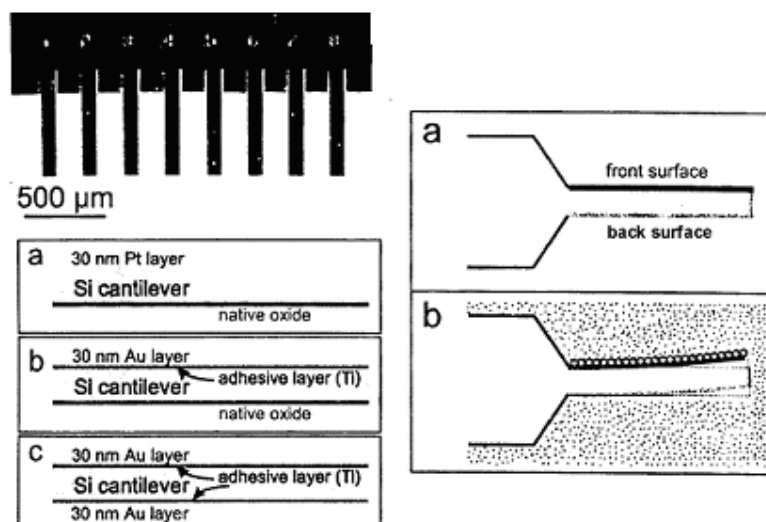 1 2 3 4 5 6 7 8
500 μm
a
30 nm Pt layer
Si cantilever
native oxide
b
30 nm Au layer
adhesive layer (Ti)
Si cantilever
native oxide
c
30 nm Au layer
adhesive layer (Ti)
Si cantilever
30 nm Au layer
a
front surface
back surface
b